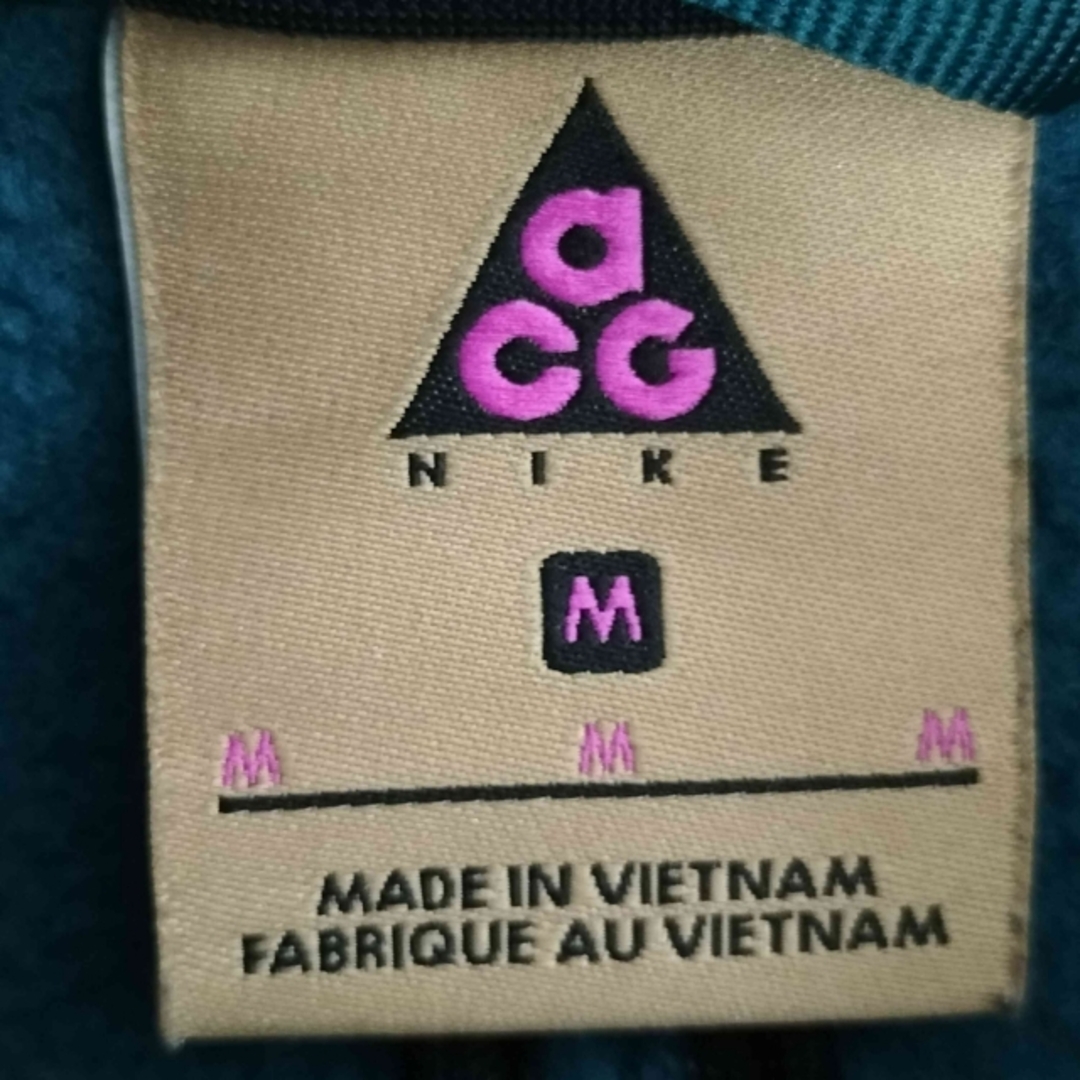 a
CG
NIKE
M
M M M
MADE IN VIETNAM
FABRIQUE AU VIETNAM